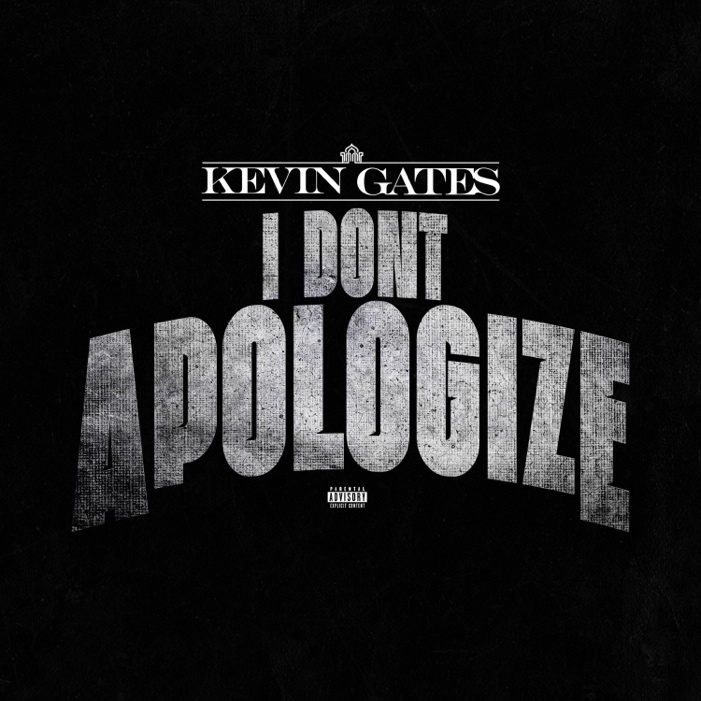 KEVIN GATES
I DONT
APOLOGIZE
PARENTAL
ADVISORY
EXPLICIT CONTENT